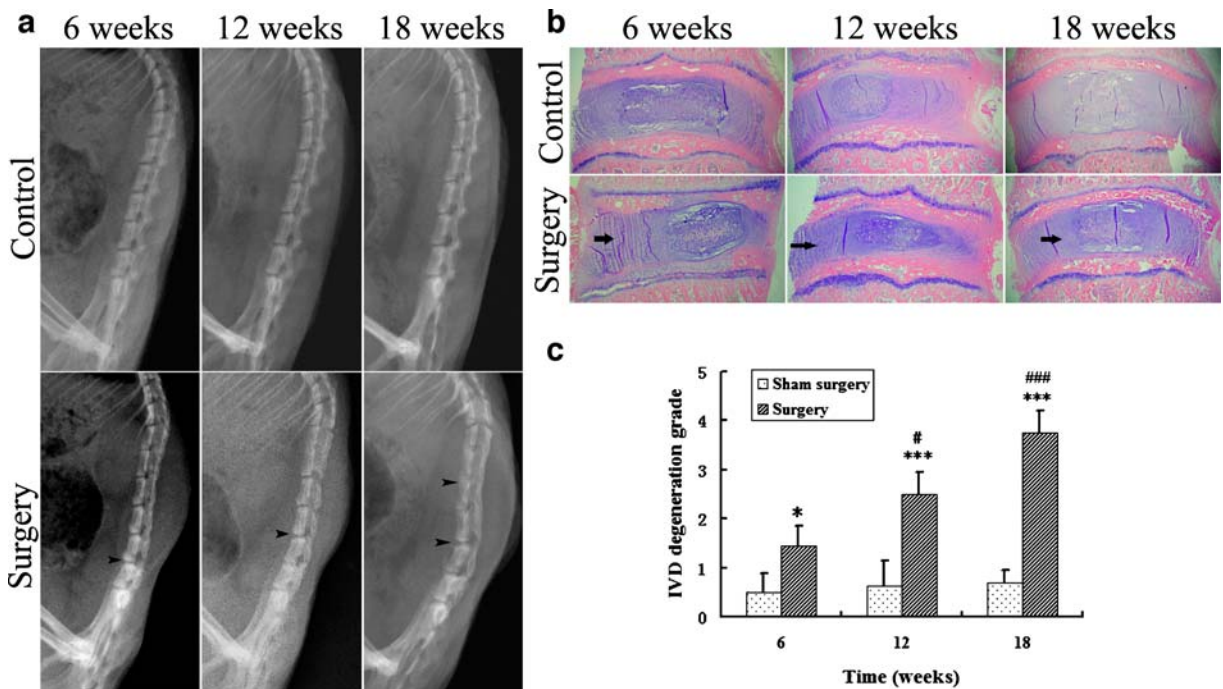 a
6 weeks 12 weeks 18 weeks
Control
Surgery
b
6 weeks 12 weeks 18 weeks
Control
Surgery
c
5
4
3
2
1
0
IVD degeneration grade
Sham surgery
Surgery
*
#
***
###
***
6 12 18
Time (weeks)